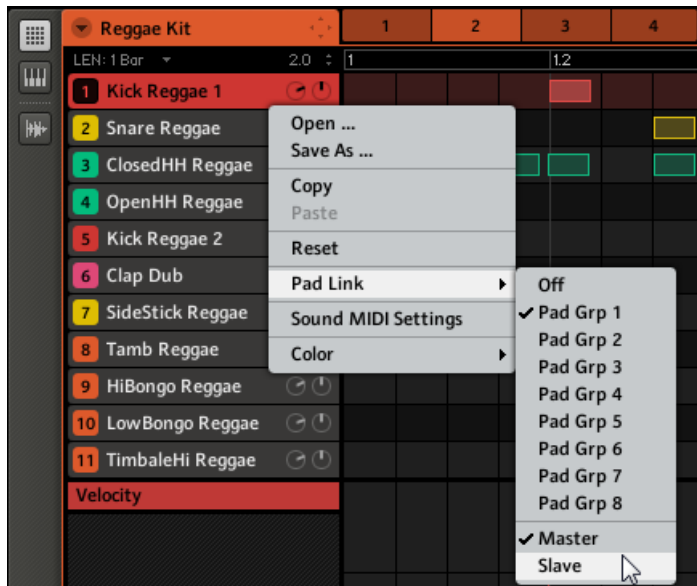 Reggae Kit
1 2 3 4
LEN: 1 Bar 2.0 1 1.2
1 Kick Reggae 1
2 Snare Reggae
3 ClosedHH Reggae
4 OpenHH Reggae
5 Kick Reggae 2
6 Clap Dub
7 SideStick Reggae
8 Tamb Reggae
9 HiBongo Reggae
10 LowBongo Reggae
11 TimbaleHi Reggae
Velocity
Open ...
Save As ...
Copy
Paste
Reset
Pad Link
Sound MIDI Settings
Color
Off
Pad Grp 1
Pad Grp 2
Pad Grp 3
Pad Grp 4
Pad Grp 5
Pad Grp 6
Pad Grp 7
Pad Grp 8
Master
Slave